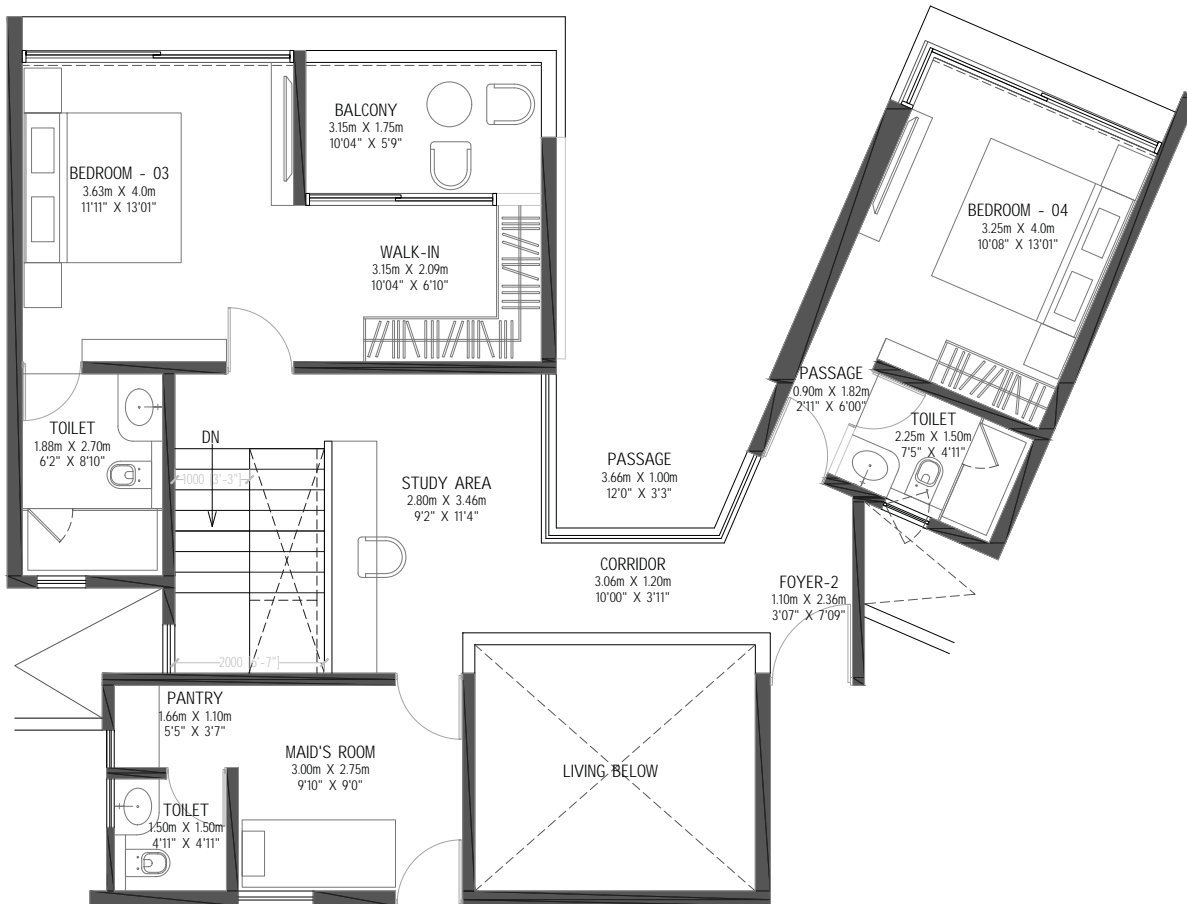 BALCONY
3.15m X 1.75m
10'04" X 5'9"
BEDROOM - 03
3.63m X 4.0m
11'11" X 13'01"
BEDROOM - 04
3.25m X 4.0m
10'08" X 13'01"
WALK-IN
3.15m X 2.09m
10'04" X 6'10"
PASSAGE
0.90m X 1.82m
2'11" X 6'00"
TOILET
1.88m X 2.70m
6'2" X 8'10"
TOILET
2.25m X 1.50m
7'5" X 4'11"
DN
1000 [3'-3"]
STUDY AREA
2.80m X 3.46m
9'2" X 11'4"
PASSAGE
3.66m X 1.00m
12'0" X 3'3"
CORRIDOR
3.06m X 1.20m
10'00" X 3'11"
FOYER-2
1.10m X 2.36m
3'07" X 7'09"
2000 [6'-7"]
PANTRY
1.66m X 1.10m
5'5" X 3'7"
MAID'S ROOM
3.00m X 2.75m
9'10" X 9'0"
LIVING BELOW
TOILET
1.50m X 1.50m
4'11" X 4'11"